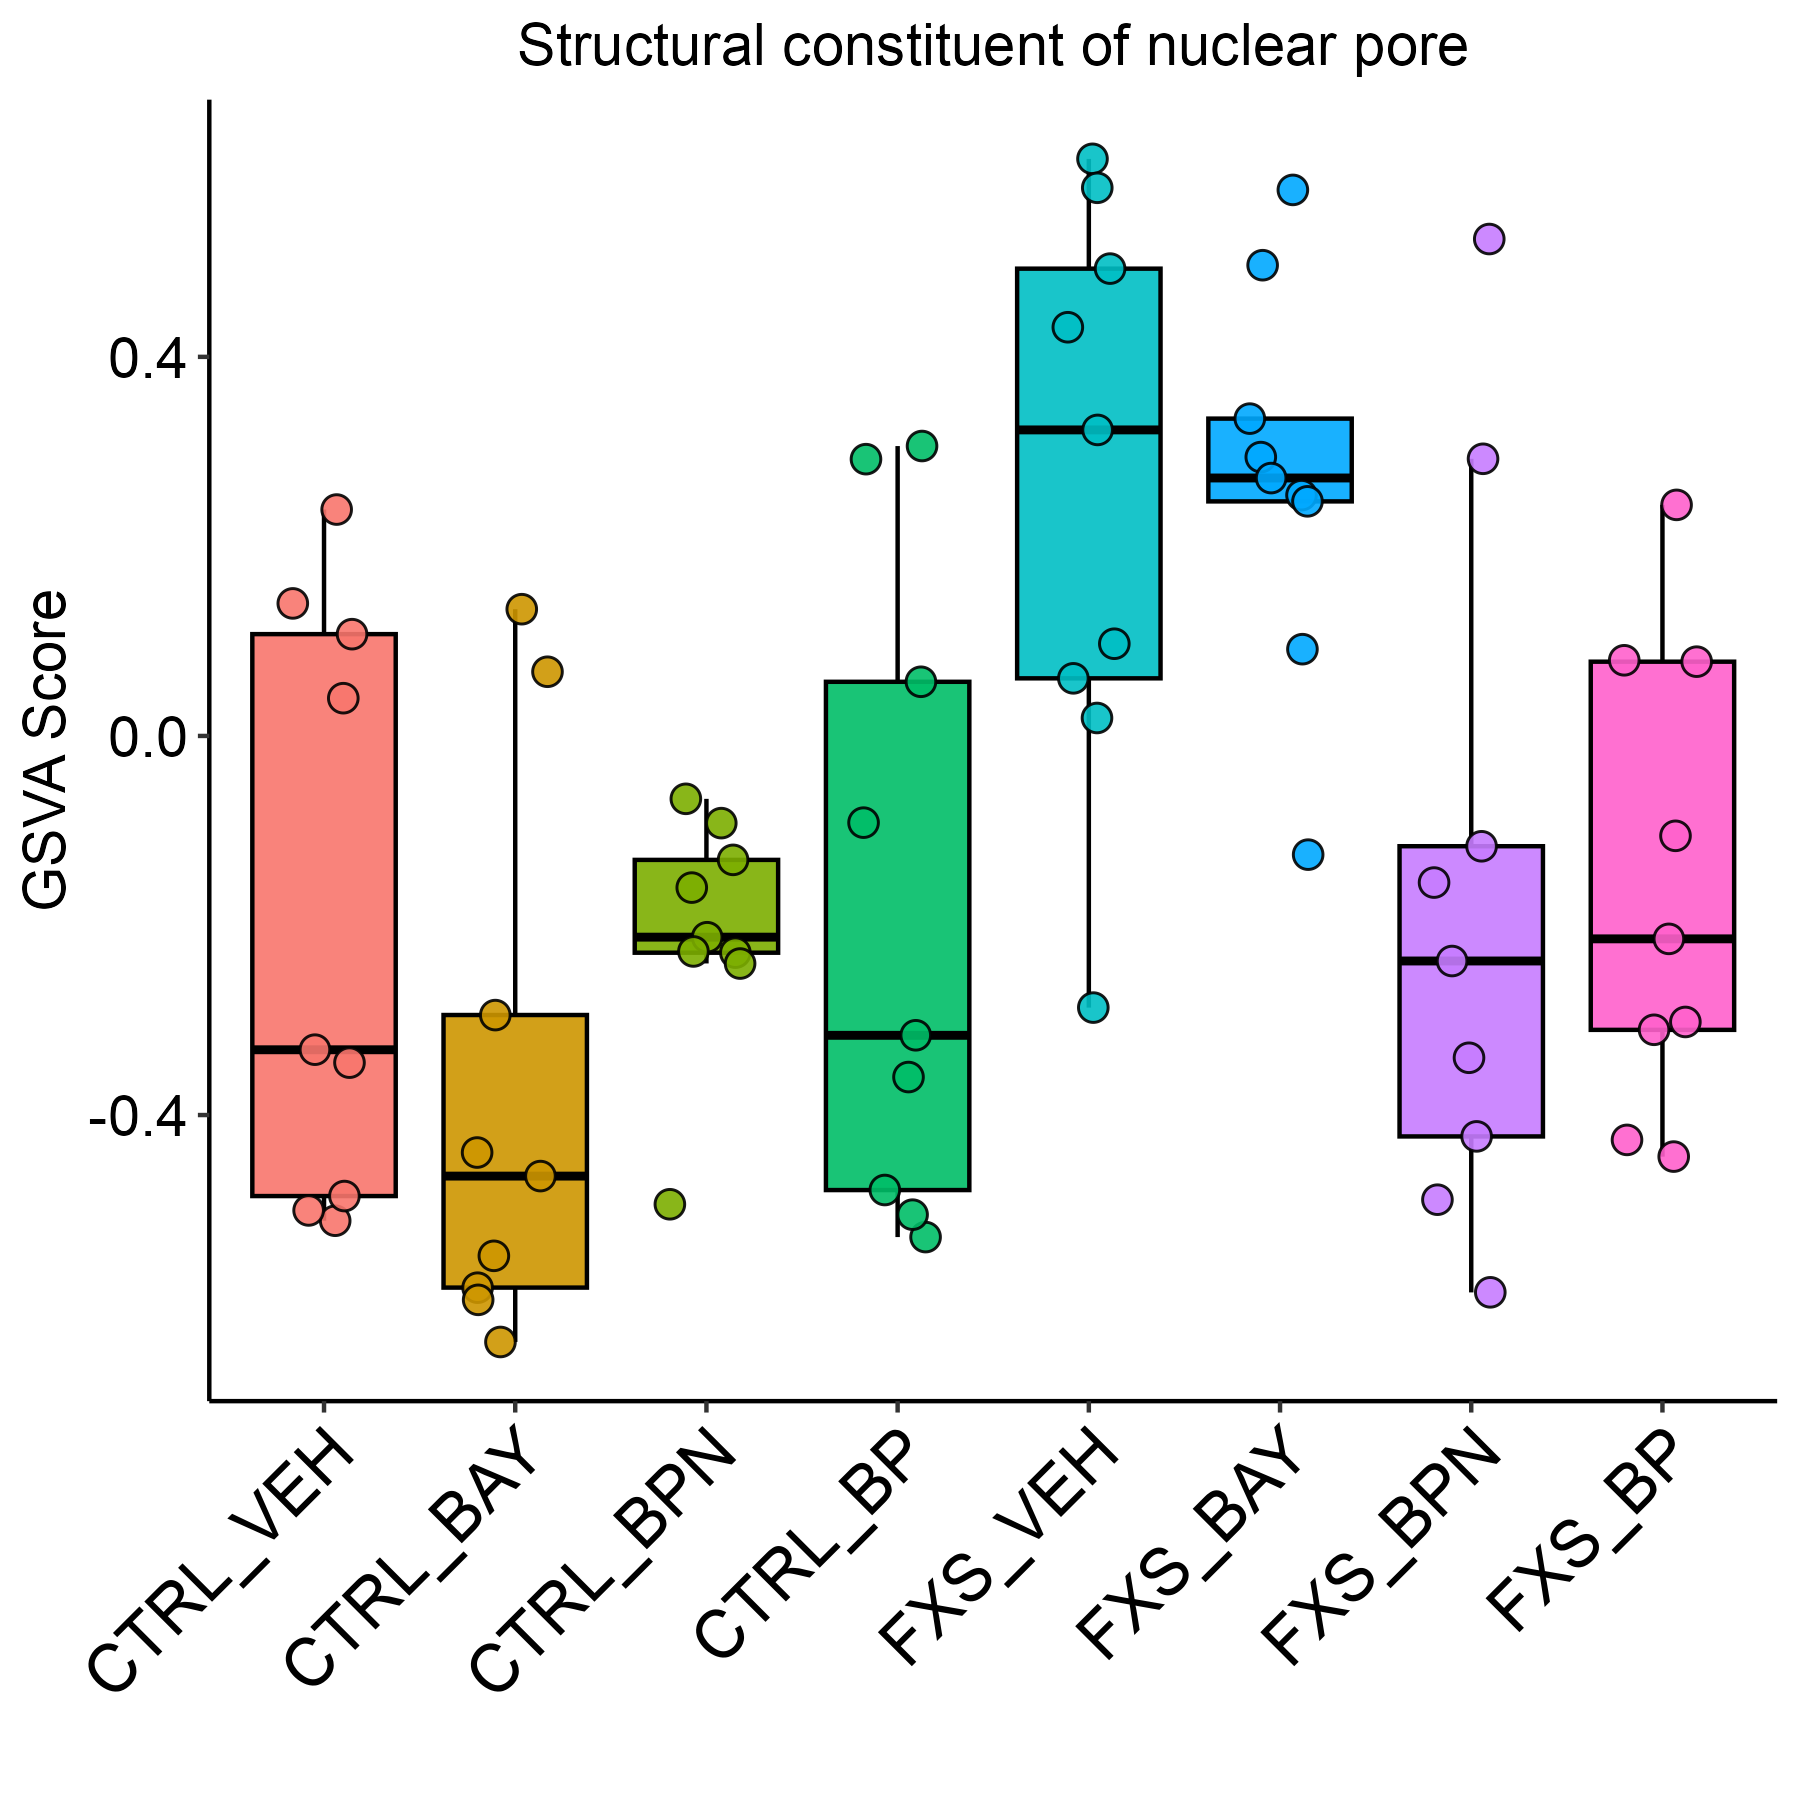 Structural constituent of nuclear pore
GSVA Score
0.4
0.0
-0.4
CTRL_VEH
CTRL_BAY
CTRL_BPN
CTRL_BP
FXS_VEH
FXS_BAY
FXS_BPN
FXS_BP